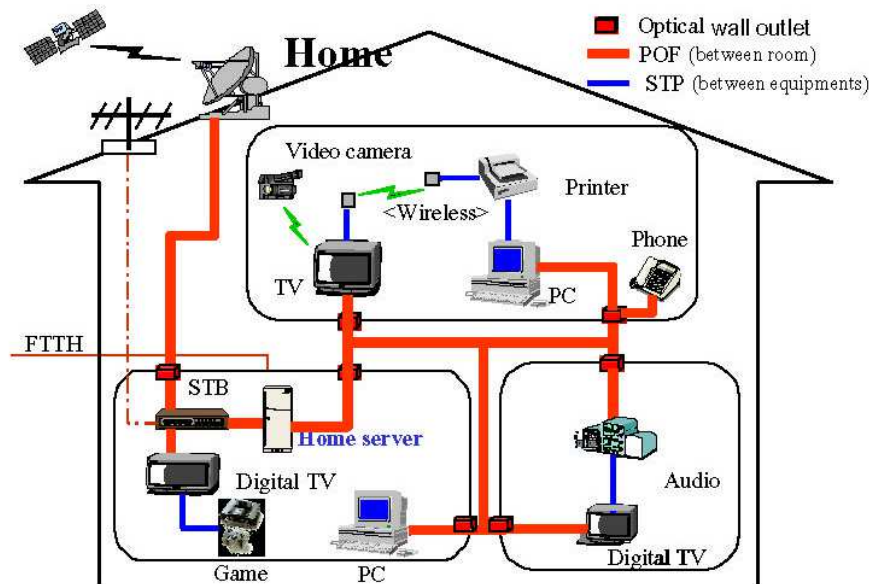 Home
Optical wall outlet
POF (between room)
STP (between equipments)
Video camera
Printer
<Wireless>
Phone
TV
PC
FTTH
STB
Home server
Digital TV
Audio
Game
PC
Digital TV